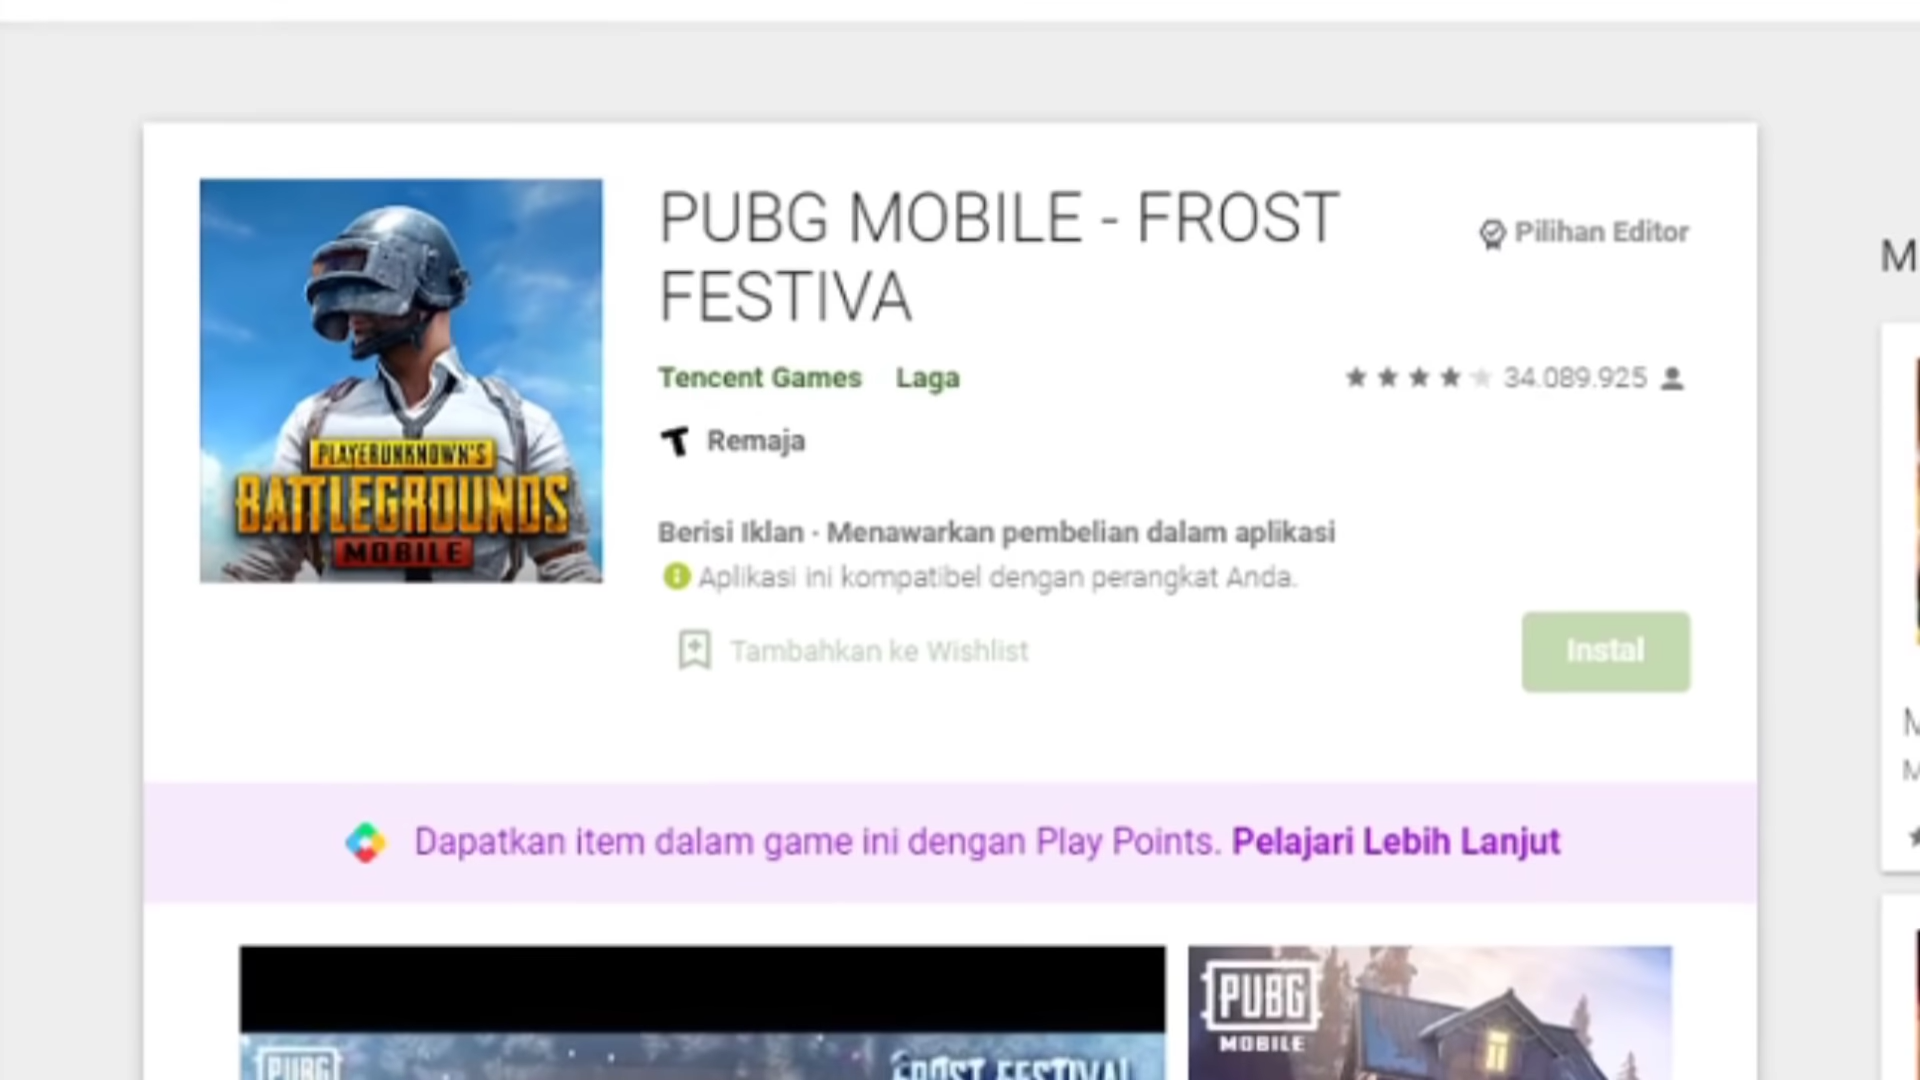 PUBG MOBILE - FROST
FESTIVA
Pilihan Editor
Tencent Games Laga
34.089.925
Remaja
PLAYERUNKNOWN'S
BATTLEGROUNDS
MOBILE
Berisi Iklan · Menawarkan pembelian dalam aplikasi
Aplikasi ini kompatibel dengan perangkat Anda.
Tambahkan ke Wishlist
Instal
Dapatkan item dalam game ini dengan Play Points. Pelajari Lebih Lanjut
PUBG
FROST FESTIVAL
PUBG
MOBILE